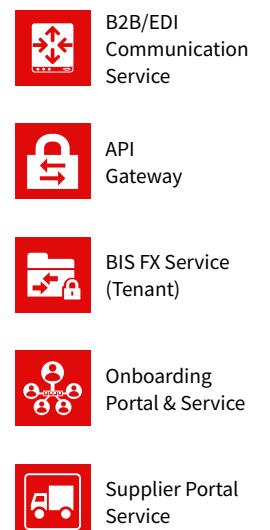 B2B/EDI
Communication
Service
API
Gateway
BIS FX Service
(Tenant)
Onboarding
Portal & Service
Supplier Portal
Service